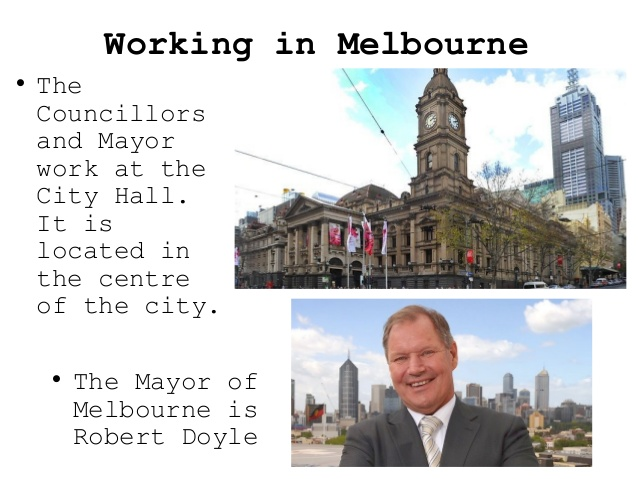 Working in Melbourne
• The
Councillors
and Mayor
work at the
City Hall.
It is
located in
the centre
of the city.
• The Mayor of
Melbourne is
Robert Doyle